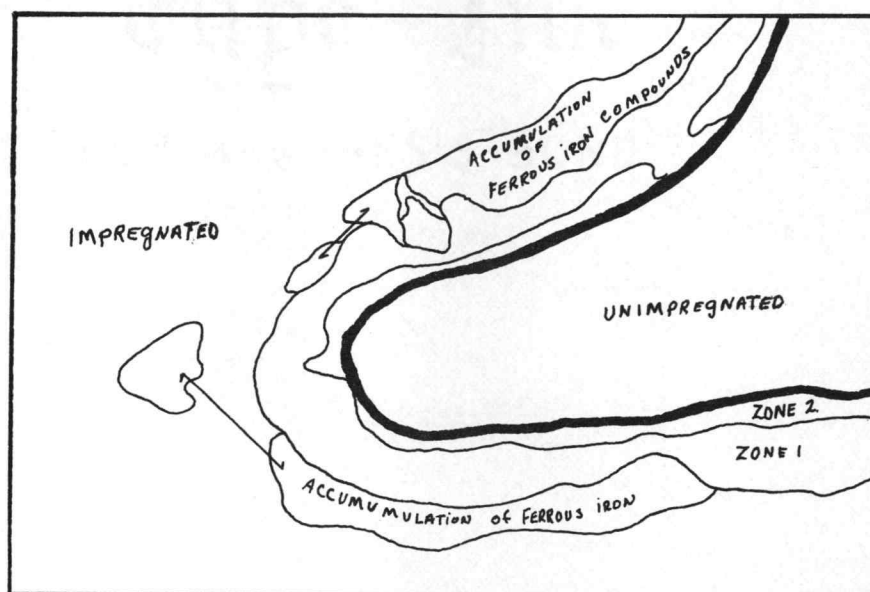 ACCUMULATION
OF
FERROUS IRON COMPOUNDS
IMPREGNATED
UNIMPREGNATED
ZONE 2
ZONE 1
ACCUMUMULATION of FERROUS IRON